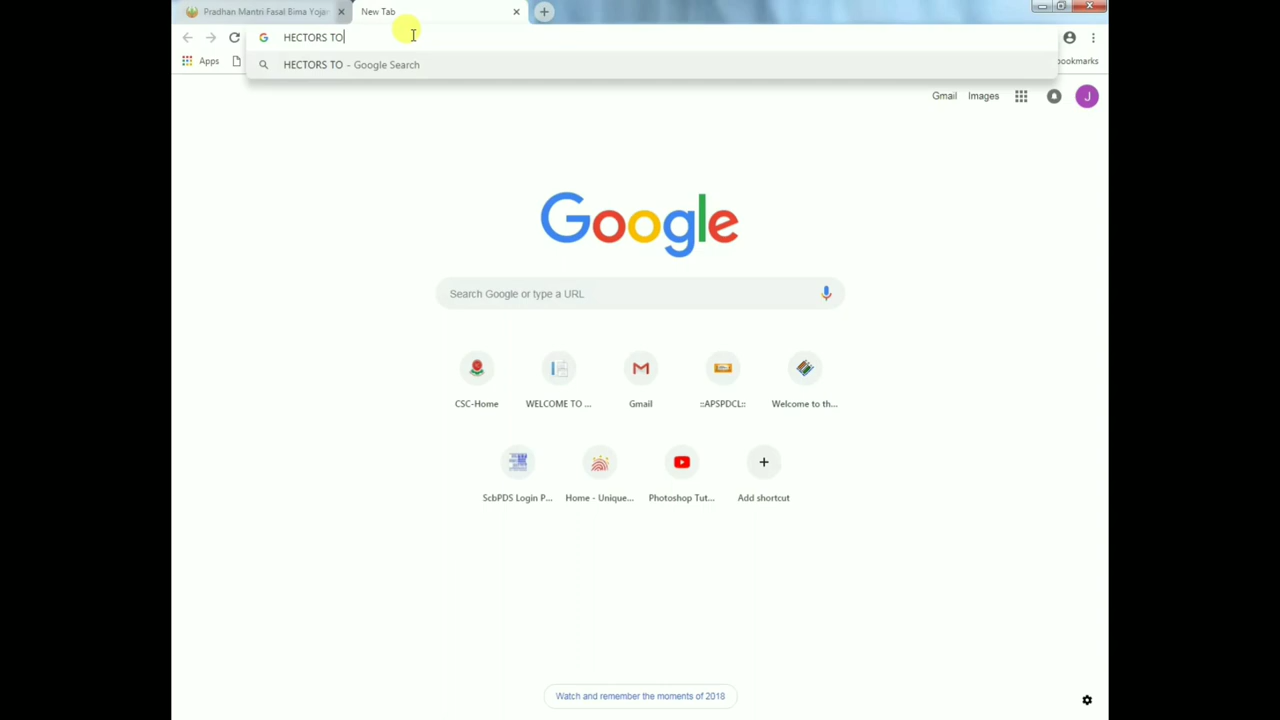 Pradhan Mantri Fasal Bima Yojar
New Tab
HECTORS TO
HECTORS TO - Google Search
Apps
bookmarks
Gmail Images
J
Google
Search Google or type a URL
CSC-Home
WELCOME TO ...
Gmail
::APSPDCL::
Welcome to th...
ScbPDS Login P...
Home - Unique...
Photoshop Tut...
Add shortcut
Watch and remember the moments of 2018